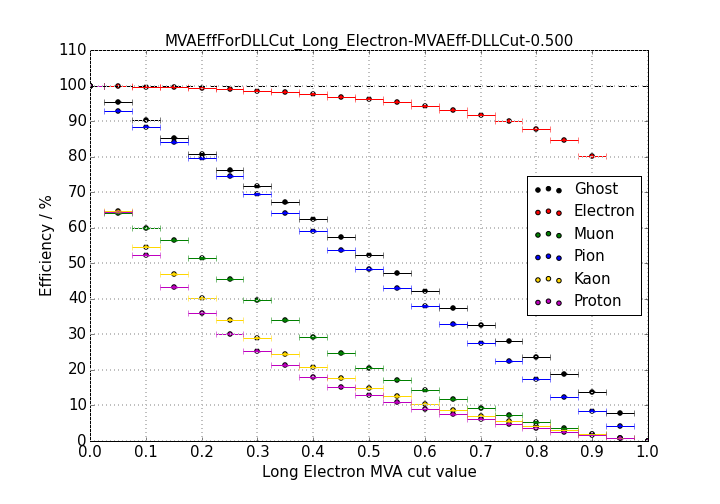 MVAEffForDLLCut_Long_Electron-MVAEff-DLLCut-0.500
110
100
90
80
70
60
50
40
30
20
10
0
Efficiency / %
Ghost
Electron
Muon
Pion
Kaon
Proton
0.0 0.1 0.2 0.3 0.4 0.5 0.6 0.7 0.8 0.9 1.0
Long Electron MVA cut value